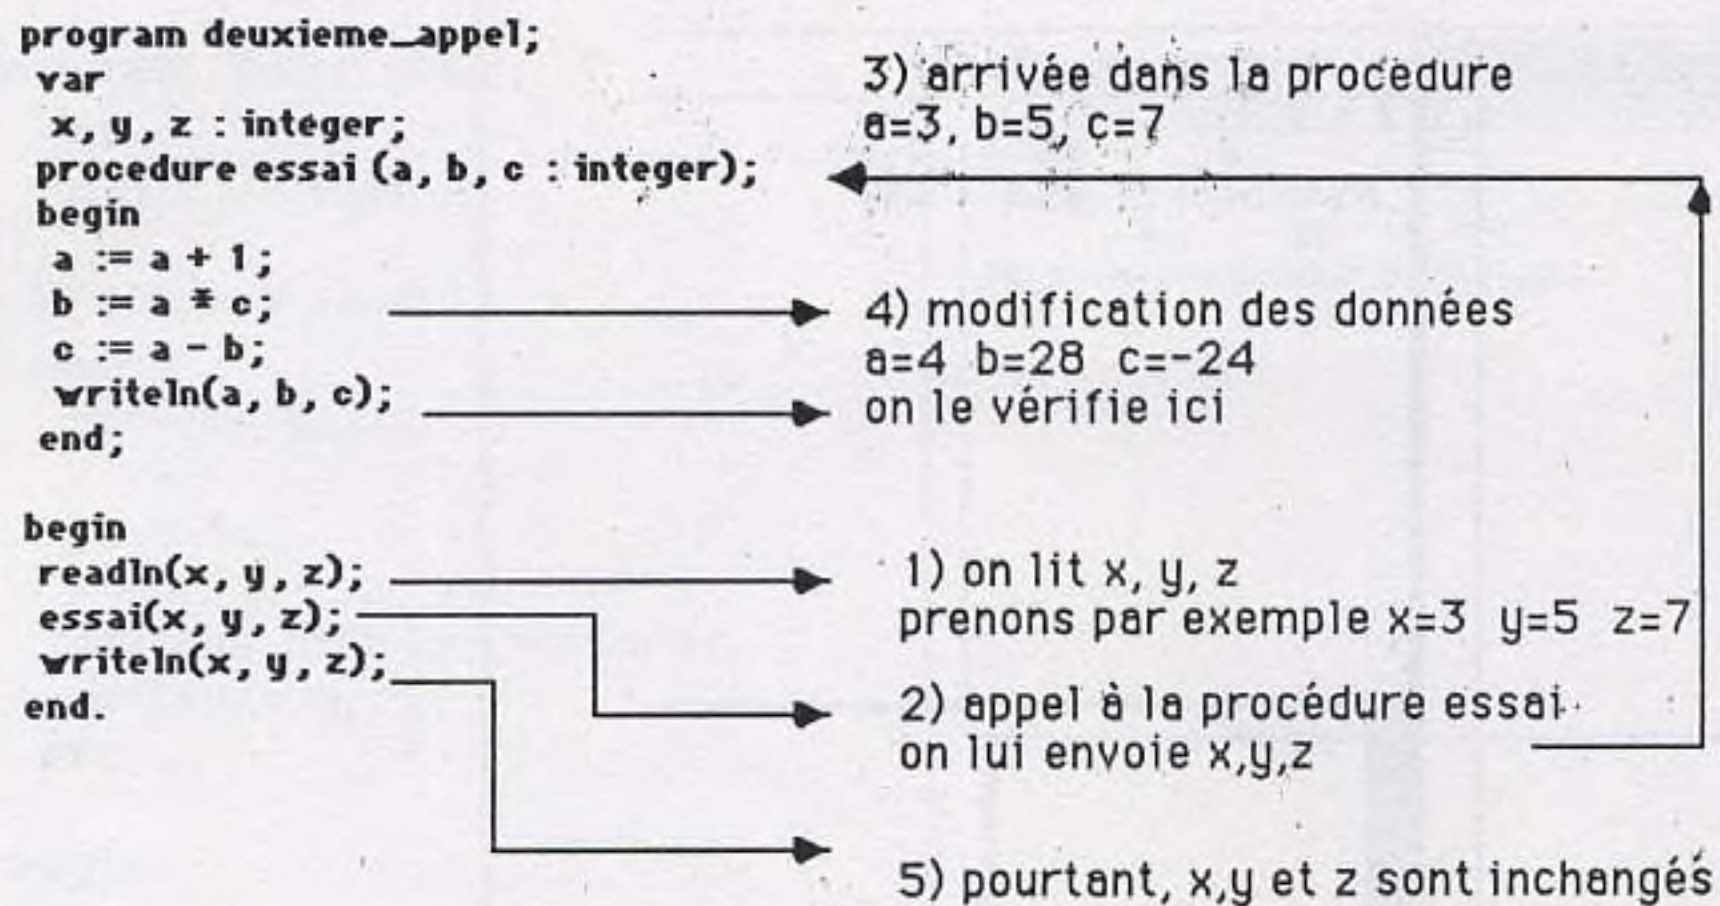 program deuxieme_appel;
var
x, y, z : integer;
procedure essai (a, b, c : integer);
begin
a := a + 1;
b := a * c;
c := a - b;
writeln(a, b, c);
end;
begin
readln(x, y, z);
essai(x, y, z);
writeln(x, y, z);
end.
3) arrivée dans la procedure
a=3, b=5, c=7
4) modification des données
a=4 b=28 c=-24
on le vérifie ici
1) on lit x, y, z
prenons par exemple x=3 y=5 z=7
2) appel à la procédure essai
on lui envoie x,y,z
5) pourtant, x,y et z sont inchangés